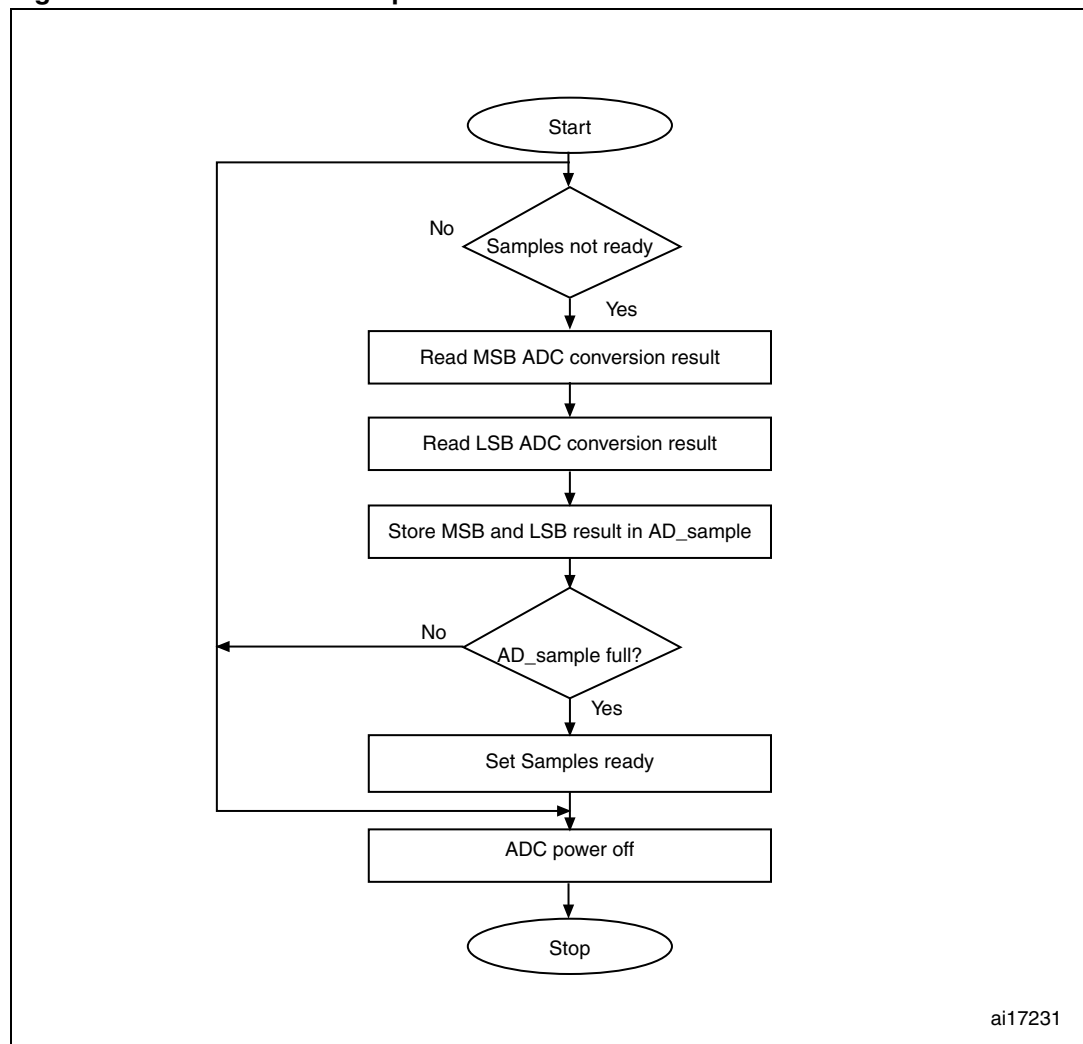 Start
No
Samples not ready
Yes
Read MSB ADC conversion result
Read LSB ADC conversion result
Store MSB and LSB result in AD_sample
No
AD_sample full?
Yes
Set Samples ready
ADC power off
Stop
ai17231